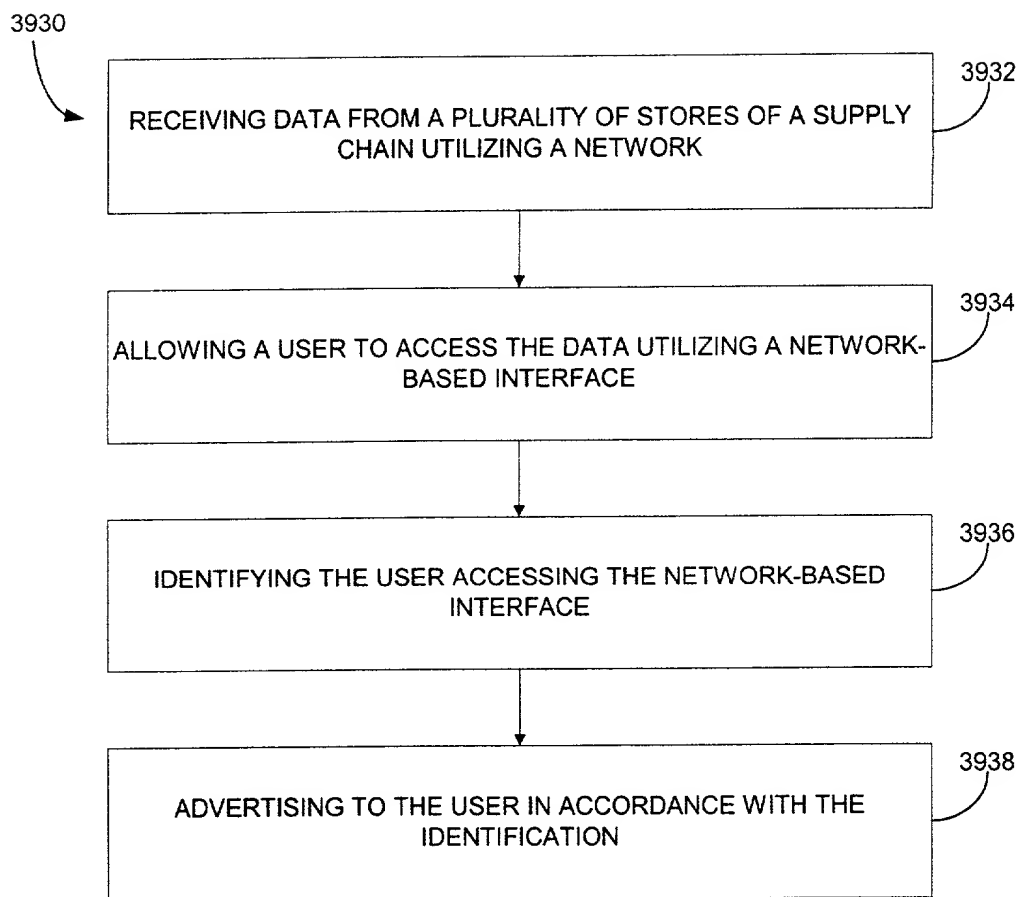 3930
3932
RECEIVING DATA FROM A PLURALITY OF STORES OF A SUPPLY
CHAIN UTILIZING A NETWORK
3934
ALLOWING A USER TO ACCESS THE DATA UTILIZING A NETWORK-
BASED INTERFACE
3936
IDENTIFYING THE USER ACCESSING THE NETWORK-BASED
INTERFACE
3938
ADVERTISING TO THE USER IN ACCORDANCE WITH THE
IDENTIFICATION